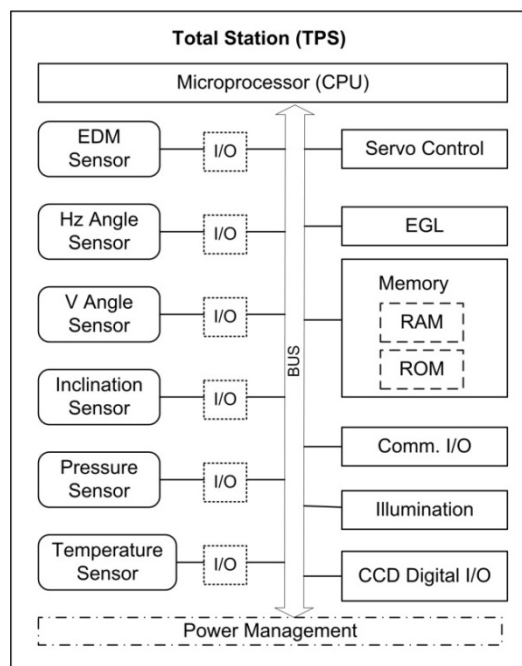 Total Station (TPS)
Microprocessor (CPU)
EDM
Sensor
I/O
Servo Control
Hz Angle
Sensor
I/O
EGL
V Angle
Sensor
I/O
Memory
RAM
ROM
BUS
Inclination
Sensor
I/O
Pressure
Sensor
I/O
Comm. I/O
Illumination
Temperature
Sensor
I/O
CCD Digital I/O
Power Management